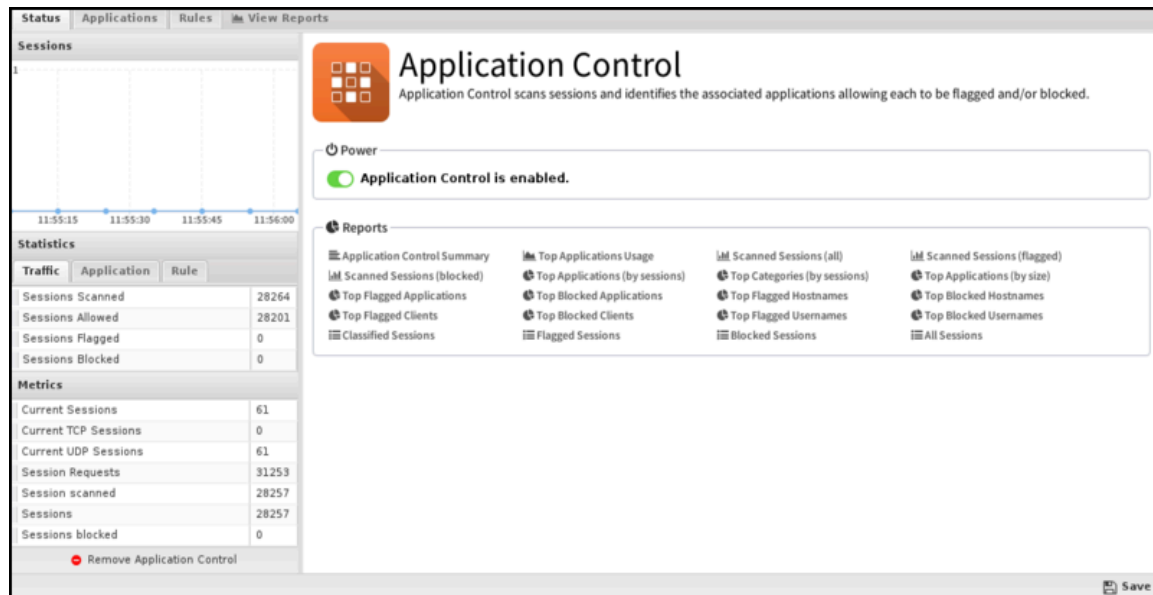 Status Applications Rules View Reports
Sessions
1
11:55:15 11:55:30 11:55:45 11:56:00
Statistics
Traffic Application Rule
Sessions Scanned 28264
Sessions Allowed 28201
Sessions Flagged 0
Sessions Blocked 0
Metrics
Current Sessions 61
Current TCP Sessions 0
Current UDP Sessions 61
Session Requests 31253
Session scanned 28257
Sessions 28257
Sessions blocked 0
Remove Application Control
Application Control
Application Control scans sessions and identifies the associated applications allowing each to be flagged and/or blocked.
Power
Application Control is enabled.
Reports
Application Control Summary Top Applications Usage Scanned Sessions (all) Scanned Sessions (flagged)
Scanned Sessions (blocked) Top Applications (by sessions) Top Categories (by sessions) Top Applications (by size)
Top Flagged Applications Top Blocked Applications Top Flagged Hostnames Top Blocked Hostnames
Top Flagged Clients Top Blocked Clients Top Flagged Usernames Top Blocked Usernames
Classified Sessions Flagged Sessions Blocked Sessions All Sessions
Save